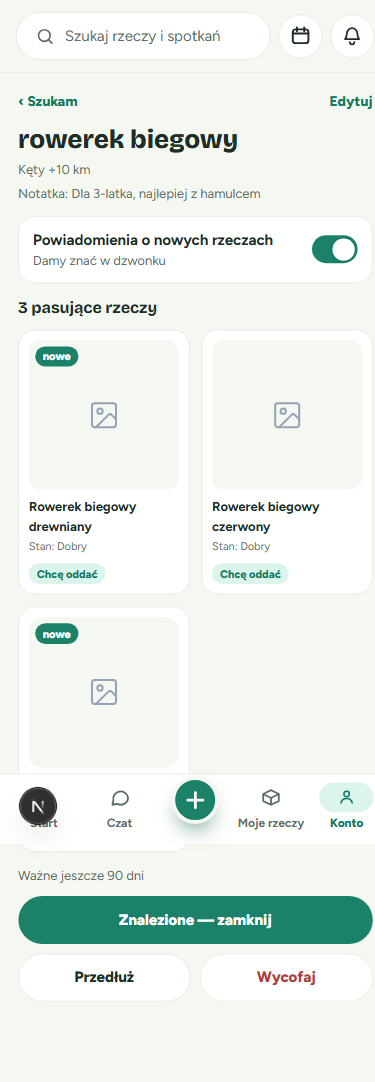 Szukaj rzeczy i spotkań
‹ Szukam
Edytuj
rowerek biegowy
Kęty +10 km
Notatka: Dla 3-latka, najlepiej z hamulcem
Powiadomienia o nowych rzeczach
Damy znać w dzwonku
3 pasujące rzeczy
nowe
Rowerek biegowy
drewniany
Stan: Dobry
Chcę oddać
Rowerek biegowy
czerwony
Stan: Dobry
Chcę oddać
nowe
N
Start
Czat
Moje rzeczy
Konto
Ważne jeszcze 90 dni
Znalezione — zamknij
Przedłuż
Wycofaj